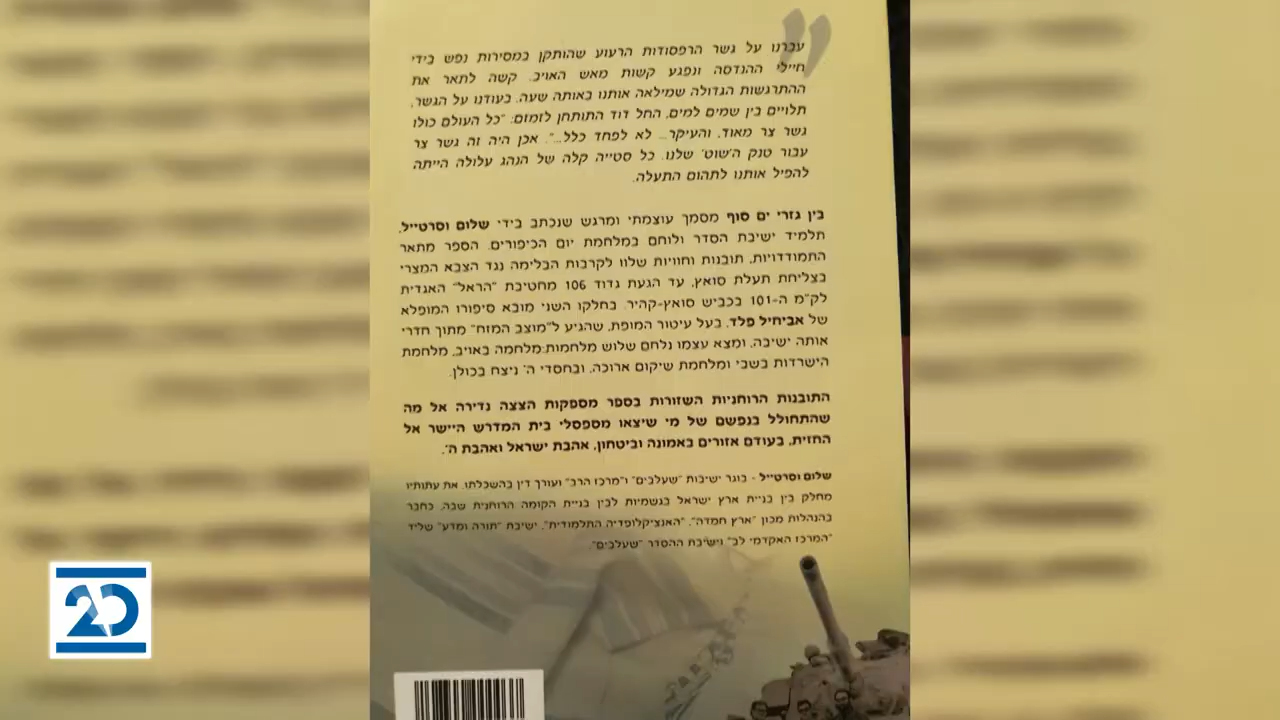 עברנו על גשר הרפסודות הרעוע שהותקן במסירות נפש בידי
חיילי ההנדסה ונפגע קשות מאש האויב. קשה לתאר את
ההתרגשות הגדולה שמילאה אותנו באותה שעה. בעודנו על הגשר,
תלויים בין שמים למים, החל דוד התותחן לזמזם: "כל העולם כולו
גשר צר מאוד, והעיקר... לא לפחד כלל...". אכן היה זה גשר צר
עבור טנק ה'שוט' שלנו. כל סטייה קלה של הנהג עלולה הייתה
להפיל אותנו לתהום התעלה.
בין גזרי ים סוף מסמך עוצמתי ומרגש שנכתב בידי שלום וסרטייל,
תלמיד ישיבת הסדר ולוחם במלחמת יום הכיפורים. הספר מתאר
התמודדויות, תובנות וחוויות שלוו לקרבות הבלימה נגד הצבא המצרי
בצליחת תעלת סואץ, עד הגעת גדוד 106 מחטיבת "הראל" האגדית
לק"מ ה-101 בכביש סואץ-קהיר. בחלקו השני מובא סיפורו המופלא
של אביחיל פלד, בעל עיטור המופת, שהגיע ל"מוצב המזח" מתוך חדרי
אותה ישיבה, ומצא עצמו נלחם שלוש מלחמות:מלחמה באויב, מלחמת
הישרדות בשבי ומלחמת שיקום ארוכה, ובחסדי ה' ניצח בכולן.
התובנות הרוחניות השזורות בספר מספקות הצצה נדירה אל מה
שהתחולל בנפשם של מי שיצאו מספסלי בית המדרש היישר אל
החזית, בעודם אזורים באמונה וביטחון, אהבת ישראל ואהבת ה'.
שלום וסרטייל - בוגר ישיבות "שעלבים" ו"מרכז הרב" ועורך דין בהשכלתו. את עתותיו
מחלק בין בניית ארץ ישראל בגשמיות לבין בניית הקומה הרוחנית שבה, כחבר
בהנהלות מכון "ארץ חמדה", "האנציקלופדיה התלמודית", ישיבת "תורה ומדע" שליד
"המרכז האקדמי לב" וישיבת ההסדר "שעלבים".
20